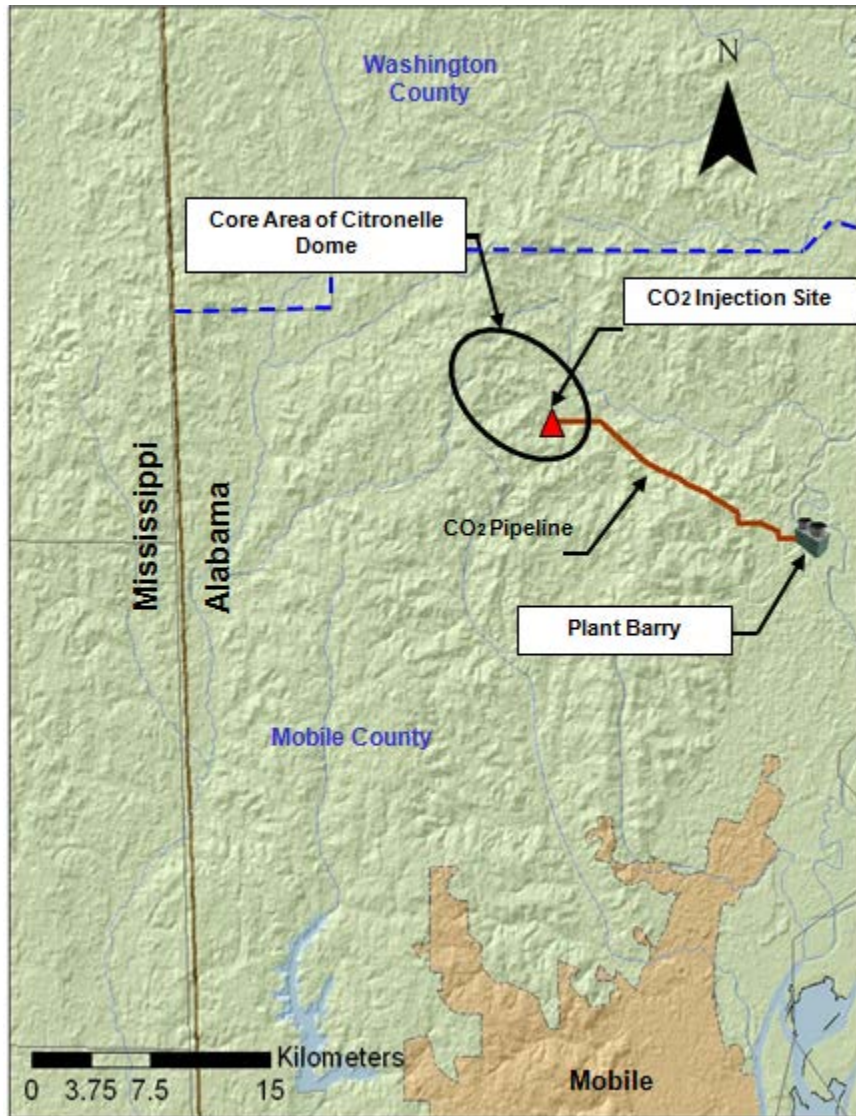 Washington
County
N
Core Area of Citronelle
Dome
CO2 Injection Site
Mississippi
Alabama
CO2 Pipeline
Plant Barry
Mobile County
Kilometers
0 3.75 7.5 15
Mobile